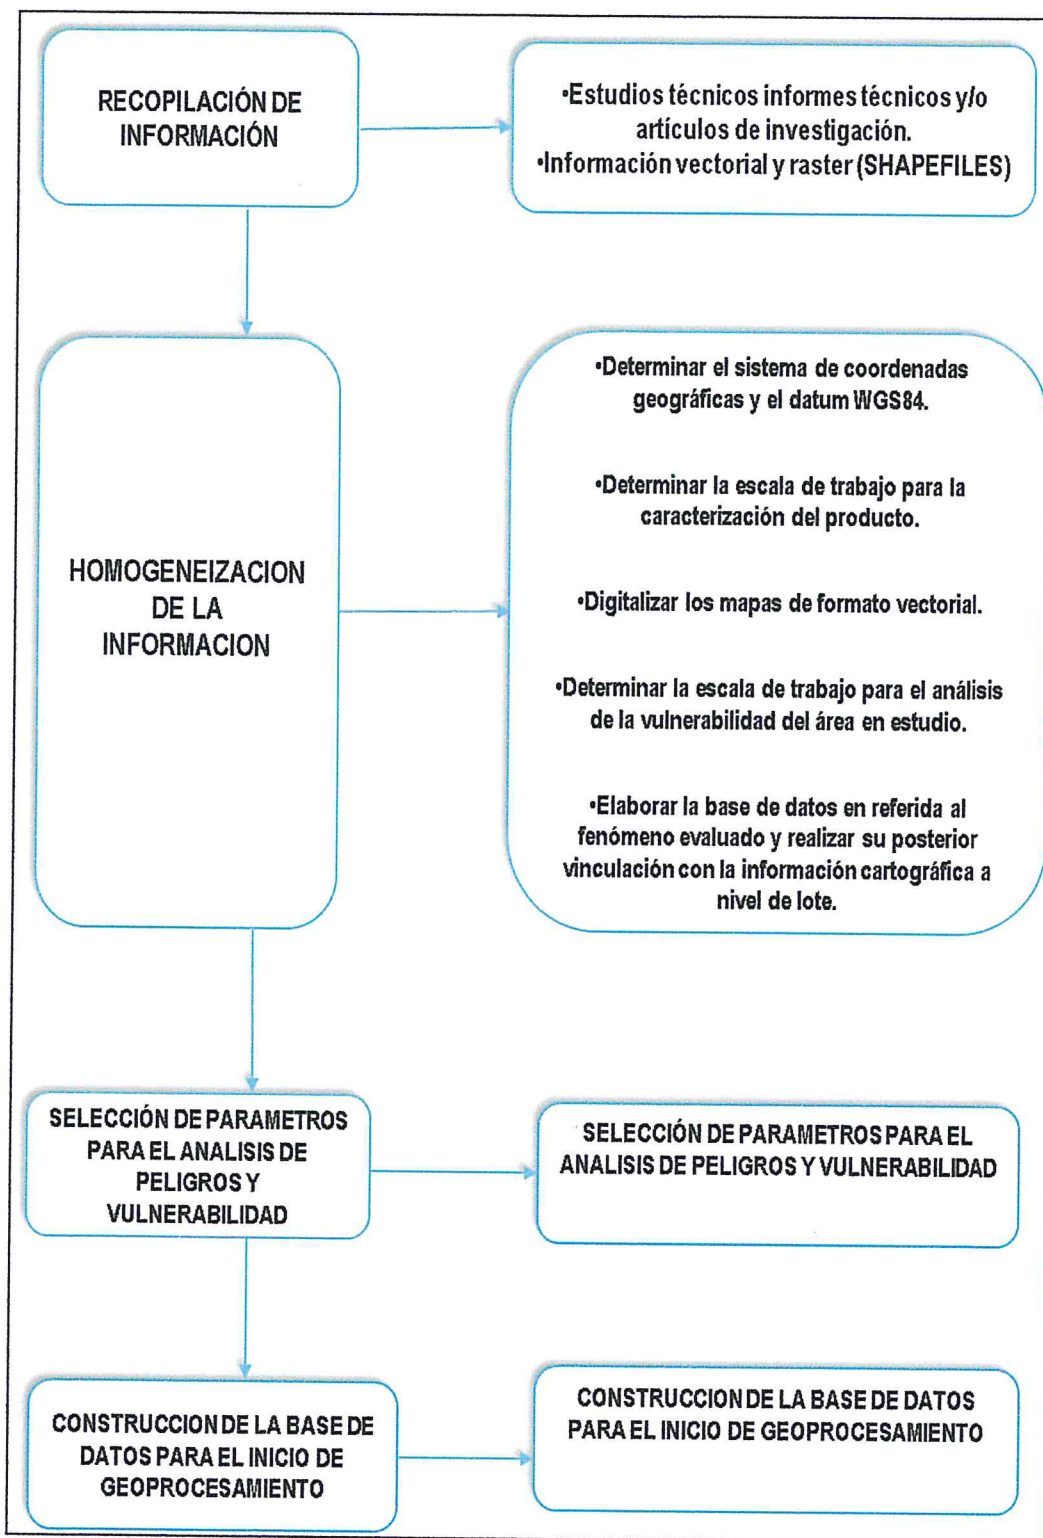 RECOPILACIÓN DE
INFORMACIÓN
•Estudios técnicos informes técnicos y/o
artículos de investigación.
•Información vectorial y raster (SHAPEFILES)
HOMOGENEIZACION
DE LA
INFORMACION
•Determinar el sistema de coordenadas
geográficas y el datum WGS84.
•Determinar la escala de trabajo para la
caracterización del producto.
•Digitalizar los mapas de formato vectorial.
•Determinar la escala de trabajo para el análisis
de la vulnerabilidad del área en estudio.
•Elaborar la base de datos en referida al
fenómeno evaluado y realizar su posterior
vinculación con la información cartográfica a
nivel de lote.
SELECCIÓN DE PARAMETROS
PARA EL ANALISIS DE
PELIGROS Y
VULNERABILIDAD
SELECCIÓN DE PARAMETROS PARA EL
ANALISIS DE PELIGROS Y VULNERABILIDAD
CONSTRUCCION DE LA BASE DE
DATOS PARA EL INICIO DE
GEOPROCESAMIENTO
CONSTRUCCION DE LA BASE DE DATOS
PARA EL INICIO DE GEOPROCESAMIENTO